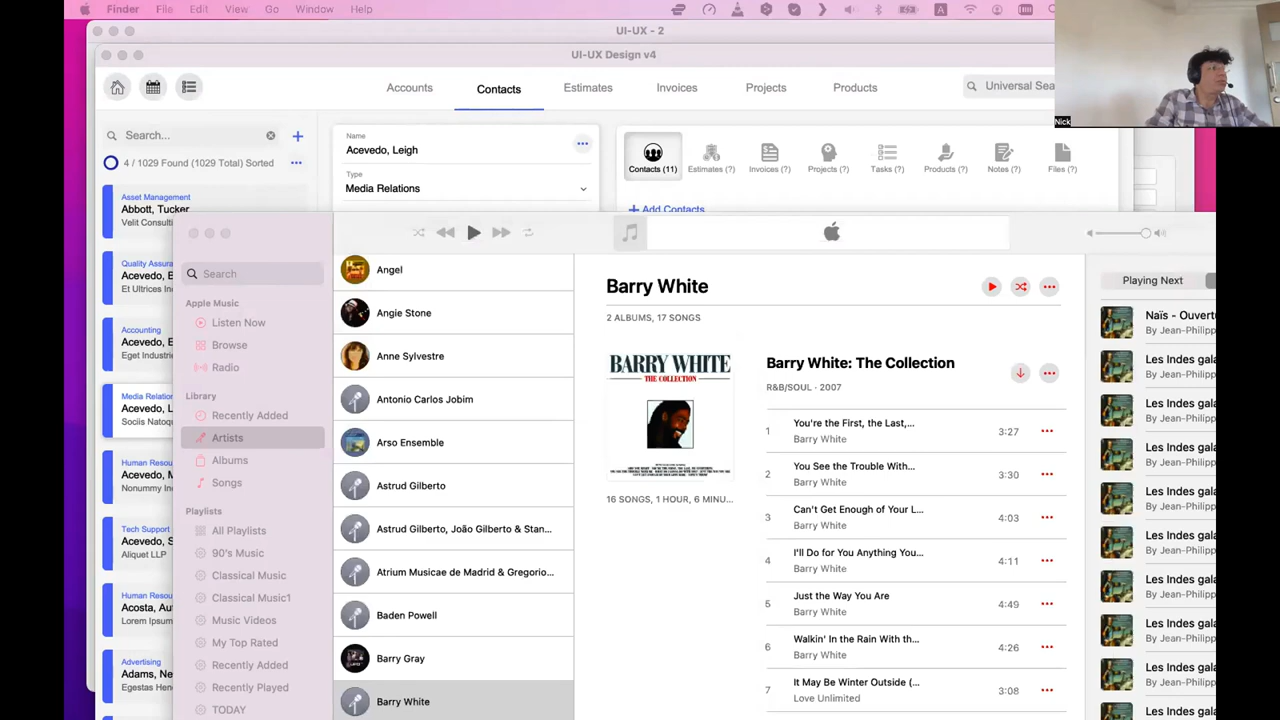 File
Edit
View
Go
Window
Help
UI-UX - 2
UI-UX Design v4
Accounts
Contacts
Estimates
Invoices
Projects
Products
Universal Sea
Nick
Search...
4 / 1029 Found (1029 Total) Sorted
Asset Management
Abbott, Tucker
Velit Consulti
Quality Assura
Acevedo, B
Et Ultrices In
Accounting
Acevedo, E
Eget Industrie
Media Relation
Acevedo, L
Sociis Natoqu
Human Resou
Acevedo, M
Nonummy In
Tech Support
Acevedo, S
Aliquet LLP
Human Resou
Acosta, Aut
Lorem Ipsum
Advertising
Adams, Ne
Egestas Hen
Name
Acevedo, Leigh
Type
Media Relations
Contacts (11)
Estimates (?)
Invoices (?)
Projects (?)
Tasks (?)
Products (?)
Notes (?)
Files (?)
+ Add Contacts
Search
Apple Music
Listen Now
Browse
Radio
Library
Recently Added
Artists
Albums
Songs
Playlists
All Playlists
90's Music
Classical Music
Classical Music1
Music Videos
My Top Rated
Recently Added
Recently Played
TODAY
Angel
Angie Stone
Anne Sylvestre
Antonio Carlos Jobim
Arso Ensemble
Astrud Gilberto
Astrud Gilberto, João Gilberto & Stan...
Atrium Musicae de Madrid & Gregorio...
Baden Powell
Barry Gray
Barry White
Barry White
2 ALBUMS, 17 SONGS
BARRY WHITE
THE COLLECTION
16 SONGS, 1 HOUR, 6 MINU...
Barry White: The Collection
R&B/SOUL · 2007
1 You're the First, the Last,... 3:27
Barry White
2 You See the Trouble With... 3:30
Barry White
3 Can't Get Enough of Your L... 4:03
Barry White
4 I'll Do for You Anything You... 4:11
Barry White
5 Just the Way You Are 4:49
Barry White
6 Walkin' In the Rain With th... 4:26
Barry White
7 It May Be Winter Outside (... 3:08
Love Unlimited
Playing Next
Naïs - Ouvert
By Jean-Philipp
Les Indes gala
By Jean-Philipp
Les Indes gala
By Jean-Philipp
Les Indes gala
By Jean-Philipp
Les Indes gala
By Jean-Philipp
Les Indes gala
By Jean-Philipp
Les Indes gala
By Jean-Philipp
Les Indes gala
By Jean-Philipp
Les Indes gala
By Jean-Philipp
Les Indes gala